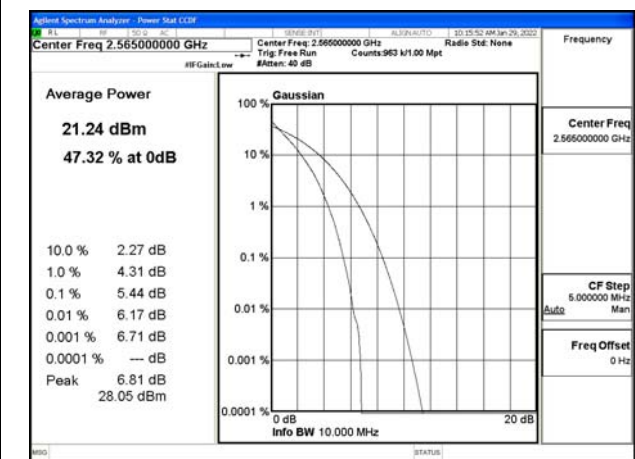 Agilent Spectrum Analyzer - Power Stat CCDF
RL RF 50 Ω AC SENSE:INT ALIGNAUTO 10:15:52 AM Jan 29, 2022
Center Freq 2.565000000 GHz
Center Freq: 2.565000000 GHz
Radio Std: None
Trig: Free Run Counts:963 k/1.00 Mpt
#IFGain:Low #Atten: 40 dB
Frequency
Average Power
21.24 dBm
47.32 % at 0dB
10.0 % 2.27 dB
1.0 % 4.31 dB
0.1 % 5.44 dB
0.01 % 6.17 dB
0.001 % 6.71 dB
0.0001 % --- dB
Peak 6.81 dB
28.05 dBm
Gaussian
100 %
10 %
1 %
0.1 %
0.01 %
0.001 %
0.0001 %
0 dB 20 dB
Info BW 10.000 MHz
Center Freq
2.565000000 GHz
CF Step
5.000000 MHz
Auto Man
Freq Offset
0 Hz
MSG STATUS